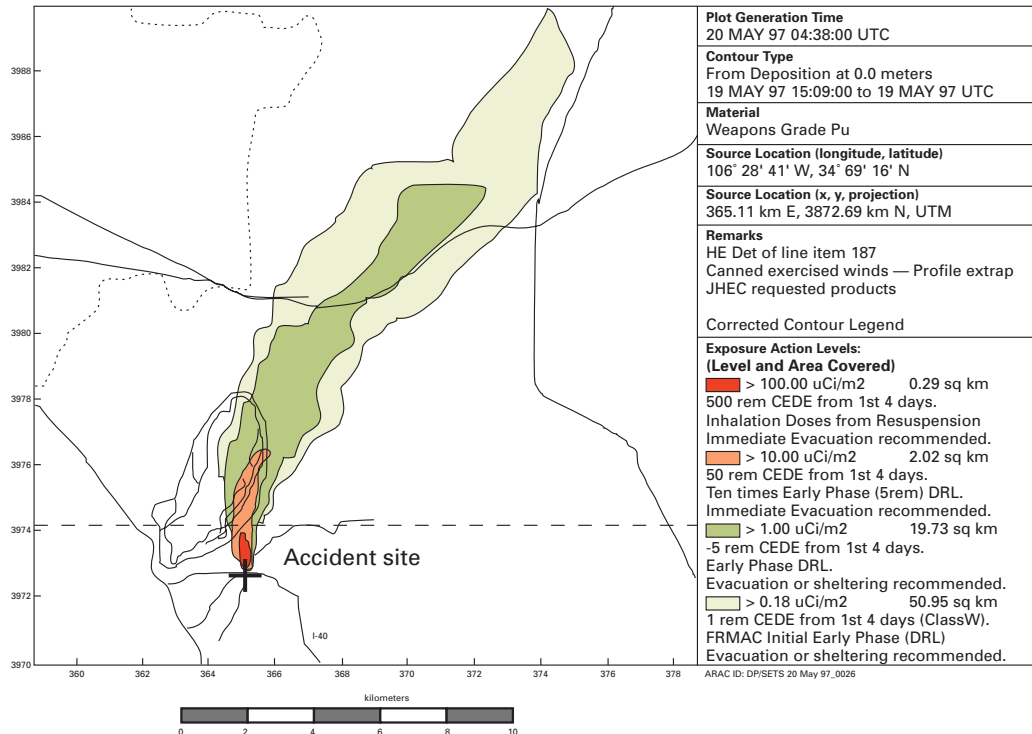 3988
3986
3984
3982
3980
3978
3976
3974
3972
3970
360
362
364
366
368
370
372
374
376
378
Accident site
I-40
kilometers
0
2
4
6
8
10
Plot Generation Time
20 MAY 97 04:38:00 UTC
Contour Type
From Deposition at 0.0 meters
19 MAY 97 15:09:00 to 19 MAY 97 UTC
Material
Weapons Grade Pu
Source Location (longitude, latitude)
106° 28' 41' W, 34° 69' 16' N
Source Location (x, y, projection)
365.11 km E, 3872.69 km N, UTM
Remarks
HE Det of line item 187
Canned exercised winds — Profile extrap
JHEC requested products
Corrected Contour Legend
Exposure Action Levels:
(Level and Area Covered)
> 100.00 uCi/m2 0.29 sq km
500 rem CEDE from 1st 4 days.
Inhalation Doses from Resuspension
Immediate Evacuation recommended.
> 10.00 uCi/m2 2.02 sq km
50 rem CEDE from 1st 4 days.
Ten times Early Phase (5rem) DRL.
Immediate Evacuation recommended.
> 1.00 uCi/m2 19.73 sq km
-5 rem CEDE from 1st 4 days.
Early Phase DRL.
Evacuation or sheltering recommended.
> 0.18 uCi/m2 50.95 sq km
1 rem CEDE from 1st 4 days (ClassW).
FRMAC Initial Early Phase (DRL)
Evacuation or sheltering recommended.
ARAC ID: DP/SETS 20 May 97_0026